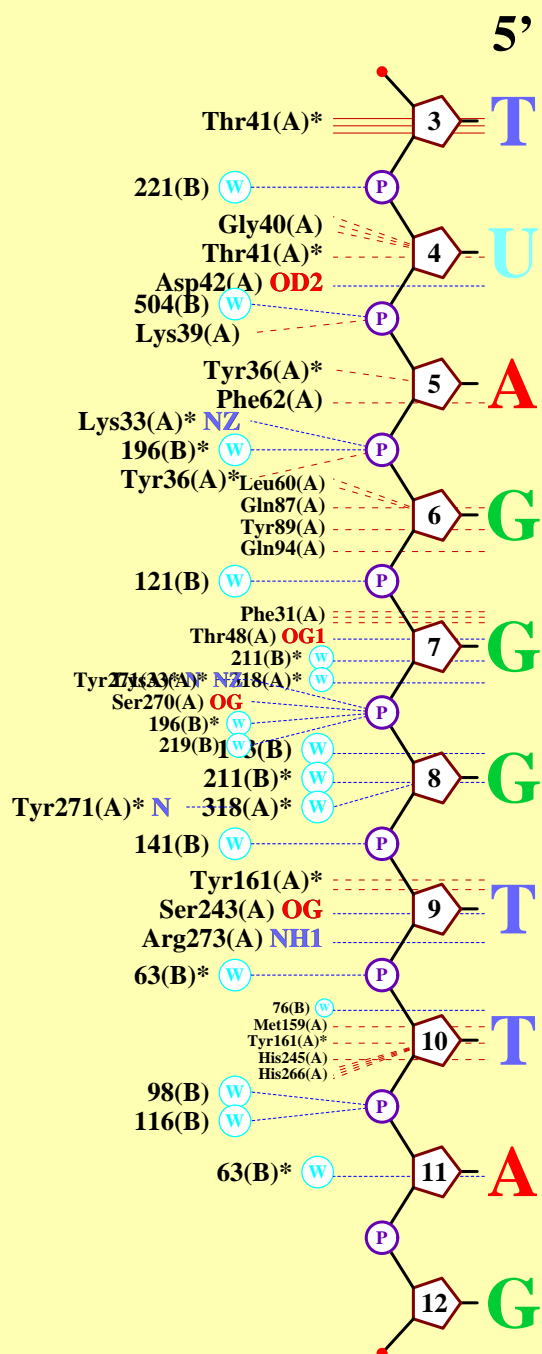 5’
Thr41(A)* 3 T
221(B) W P
Gly40(A)
Thr41(A)* 4 U
Asp42(A) OD2
504(B) W P
Lys39(A)
Tyr36(A)* 5 A
Phe62(A)
Lys33(A)* NZ
196(B)* W P
Tyr36(A)*
Leu60(A)
Gln87(A) 6 G
Tyr89(A)
Gln94(A)
121(B) W P
Phe31(A)
Thr48(A) OG1 7 G
211(B)* W
Tyr271(A)* N NZ 318(A)* W
Ser270(A) OG P
196(B)* W
219(B) W (B) W
211(B)* W 8 G
Tyr271(A)* N 318(A)* W
141(B) W P
Tyr161(A)*
Ser243(A) OG 9 T
Arg273(A) NH1
63(B)* W P
76(B) W
Met159(A)
Tyr161(A)* 10 T
His245(A)
His266(A)
98(B) W P
116(B) W
63(B)* W 11 A
P
12 G